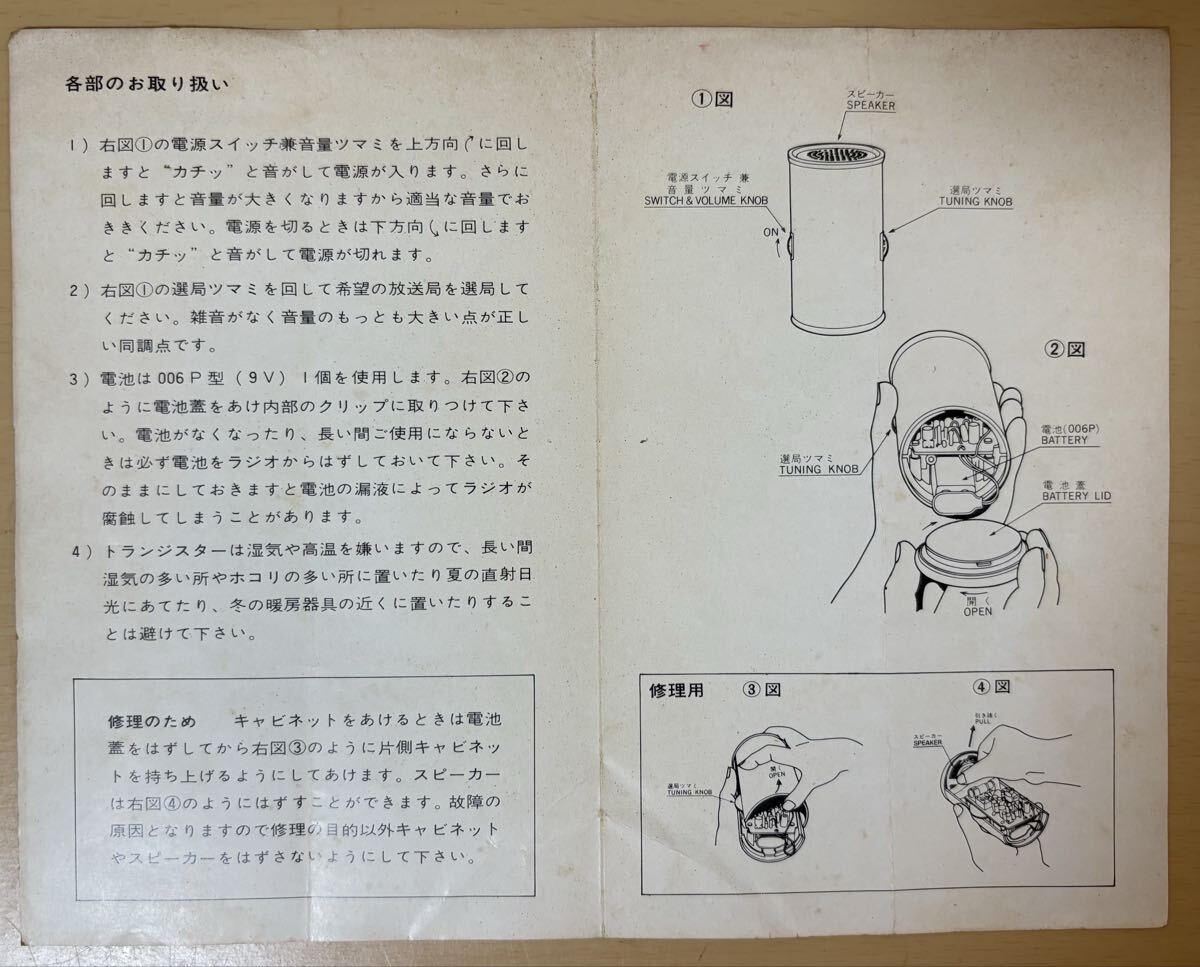 各部のお取り扱い
1) 右図①の電源スイッチ兼音量ツマミを上方向に回し
ますと“カチッ”と音がして電源が入ります。さらに
回しますと音量が大きくなりますから適当な音量でお
ききください。電源を切るときは下方向に回します
と“カチッ”と音がして電源が切れます。
2) 右図①の選局ツマミを回して希望の放送局を選局して
ください。雑音がなく音量のもっとも大きい点が正し
い同調点です。
3) 電池は006P型(9V)1個を使用します。右図②の
ように電池蓋をあけ内部のクリップに取りつけて下さ
い。電池がなくなったり、長い間ご使用にならないと
きは必ず電池をラジオからはずしておいて下さい。そ
のままにしておきますと電池の漏液によってラジオが
腐蝕してしまうことがあります。
4) トランジスターは湿気や高温を嫌いますので、長い間
湿気の多い所やホコリの多い所に置いたり夏の直射日
光にあてたり、冬の暖房器具の近くに置いたりするこ
とは避けて下さい。
修理のため キャビネットをあけるときは電池
蓋をはずしてから右図③のように片側キャビネッ
トを持ち上げるようにしてあけます。スピーカー
は右図④のようにはずすことができます。故障の
原因となりますので修理の目的以外キャビネット
やスピーカーをはずさないようにして下さい。
①図
スピーカー
SPEAKER
電源スイッチ兼
音量ツマミ
SWITCH & VOLUME KNOB
ON
選局ツマミ
TUNING KNOB
②図
電池(006P)
BATTERY
選局ツマミ
TUNING KNOB
電池蓋
BATTERY LID
開く
OPEN
修理用
③図
開く
OPEN
選局ツマミ
TUNING KNOB
④図
引き抜く
PULL
スピーカー
SPEAKER